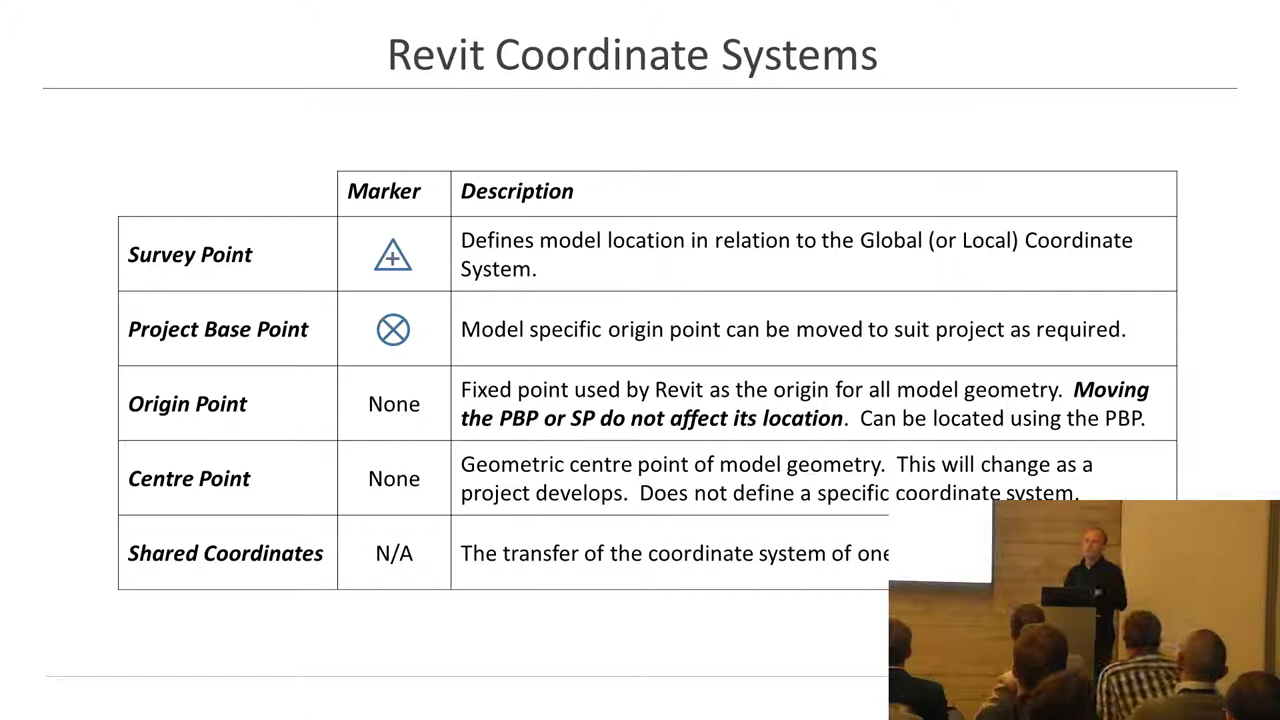 Revit Coordinate Systems
Marker
Description
Survey Point
Defines model location in relation to the Global (or Local) Coordinate
System.
Project Base Point
Model specific origin point can be moved to suit project as required.
Origin Point
None
Fixed point used by Revit as the origin for all model geometry. Moving
the PBP or SP do not affect its location. Can be located using the PBP.
Centre Point
None
Geometric centre point of model geometry. This will change as a
project develops. Does not define a specific coordinate system.
Shared Coordinates
N/A
The transfer of the coordinate system of one